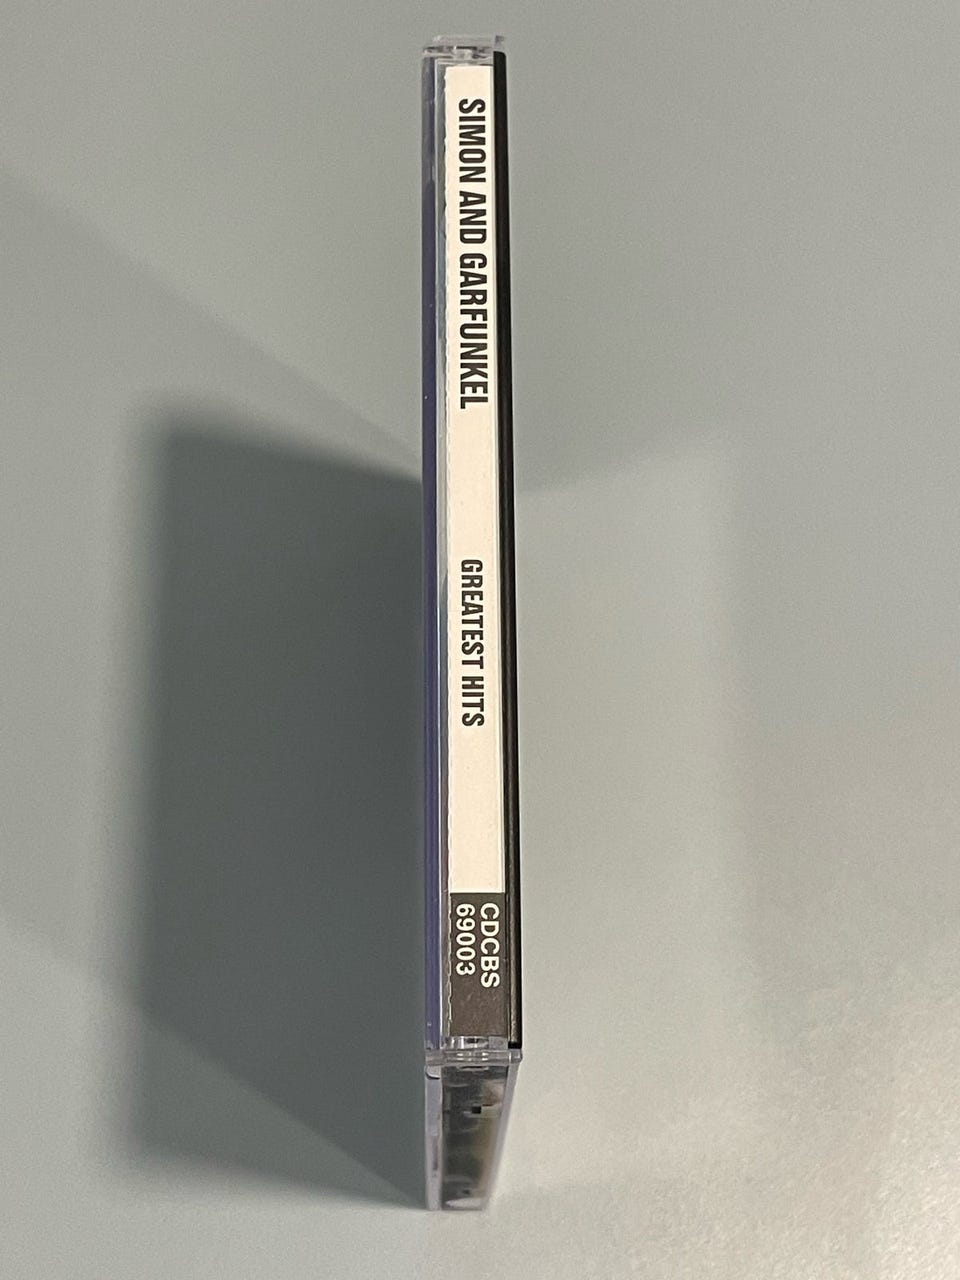 SIMON AND GARFUNKEL
GREATEST HITS
CDCBS
69003